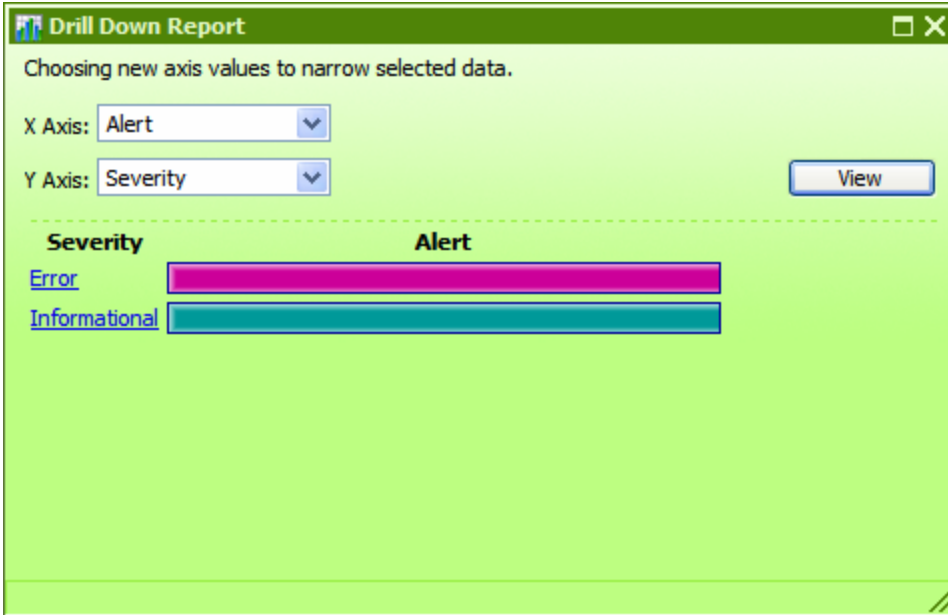 Drill Down Report
Choosing new axis values to narrow selected data.
X Axis: Alert
Y Axis: Severity View
Severity Alert
Error
Informational